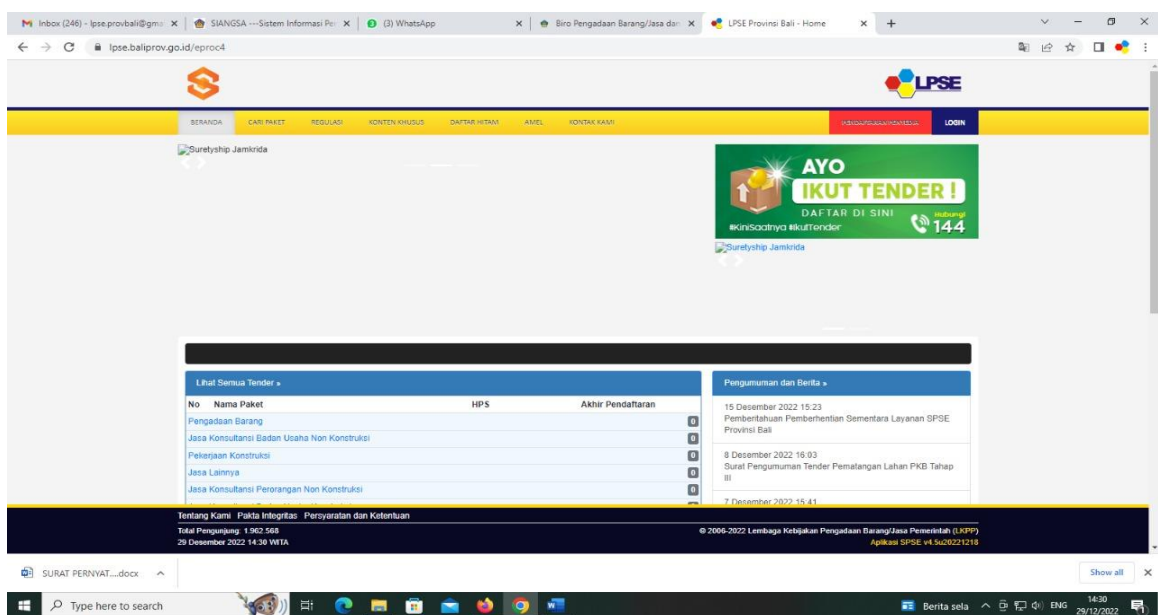 Inbox (246) - lpse.provbali@gma
SIANGSA ---Sistem Informasi Per
(3) WhatsApp
Biro Pengadaan Barang/Jasa dan
LPSE Provinsi Bali - Home
lpse.baliprov.go.id/eproc4
LPSE
BERANDA CARI PAKET REGULASI KONTEN KHUSUS DAFTAR HITAM AMEL KONTAK KAMI
LOGIN
Suretyship Jamkrida
AYO
IKUT TENDER !
DAFTAR DI SINI
#KiniSaatnya #IkutTender
Hubungi
144
Suretyship Jamkrida
Lihat Semua Tender »
No Nama Paket HPS Akhir Pendaftaran
Pengadaan Barang 0
Jasa Konsultansi Badan Usaha Non Konstruksi 0
Pekerjaan Konstruksi 0
Jasa Lainnya 0
Jasa Konsultansi Perorangan Non Konstruksi 0
Pengumuman dan Berita »
15 Desember 2022 15:23
Pemberitahuan Pemberhentian Sementara Layanan SPSE
Provinsi Bali
8 Desember 2022 16:03
Surat Pengumuman Tender Pematangan Lahan PKB Tahap
III
7 Desember 2022 15:41
Tentang Kami Pakta Integritas Persyaratan dan Ketentuan
Total Pengunjung: 1.962.568
29 Desember 2022 14:30 WITA
© 2006-2022 Lembaga Kebijakan Pengadaan Barang/Jasa Pemerintah (LKPP)
Aplikasi SPSE v4.5u20221218
SURAT PERNYAT....docx
Show all
Type here to search
Berita sela
ENG
14:30
29/12/2022